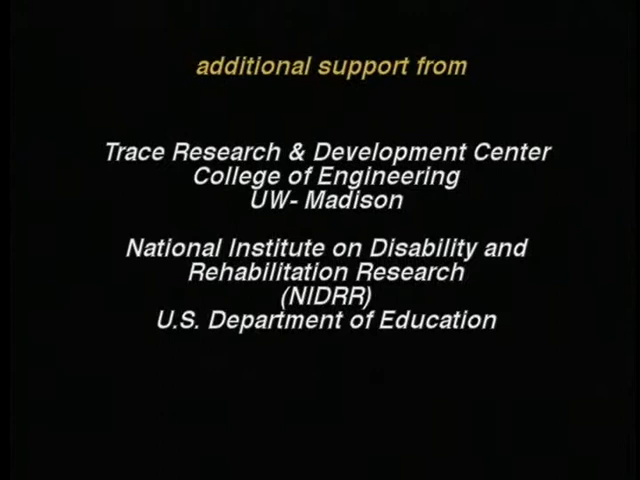 additional support from
Trace Research & Development Center
College of Engineering
UW- Madison
National Institute on Disability and
Rehabilitation Research
(NIDRR)
U.S. Department of Education